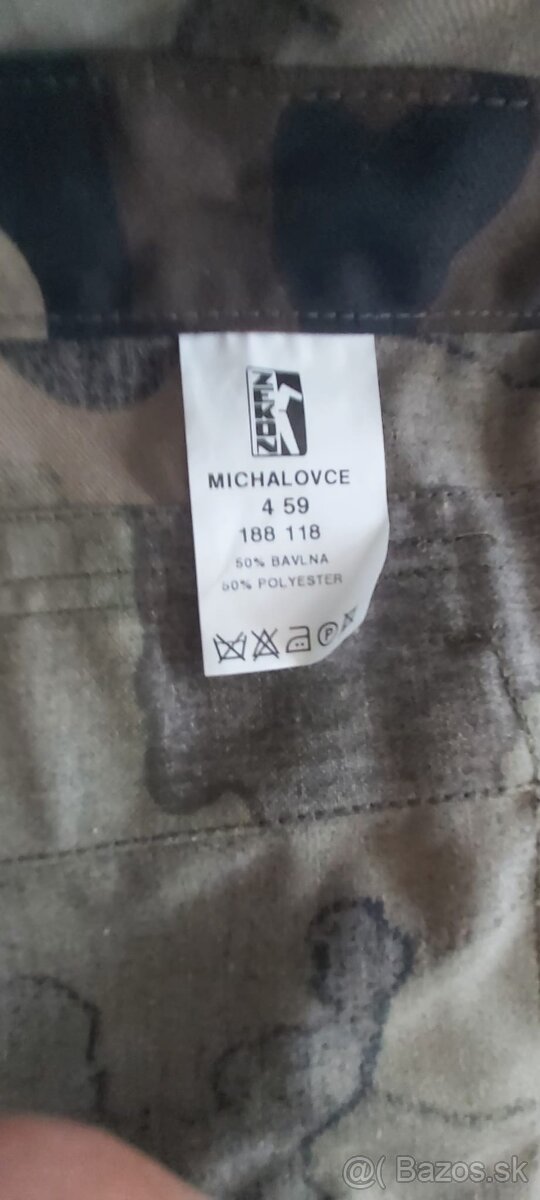 ZEKON
MICHALOVCE
4 59
188 118
50% BAVLNA
50% POLYESTER
P
@( Bazos.sk